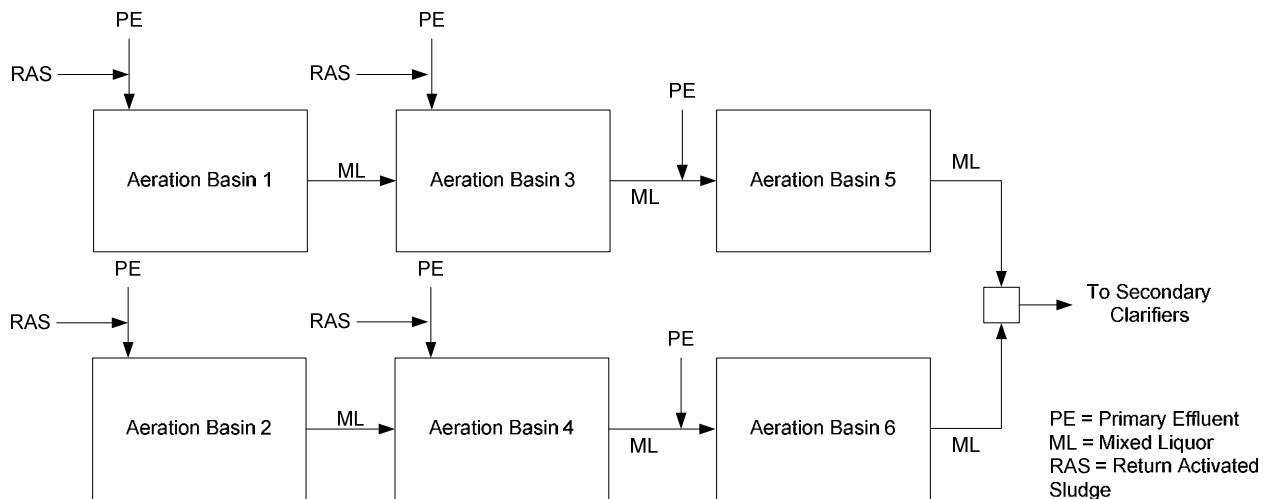 PE
PE
RAS
RAS
PE
Aeration Basin 1
ML
Aeration Basin 3
ML
Aeration Basin 5
ML
PE
PE
RAS
RAS
To Secondary
Clarifiers
PE
Aeration Basin 2
ML
Aeration Basin 4
ML
Aeration Basin 6
ML
PE = Primary Effluent
ML = Mixed Liquor
RAS = Return Activated
Sludge